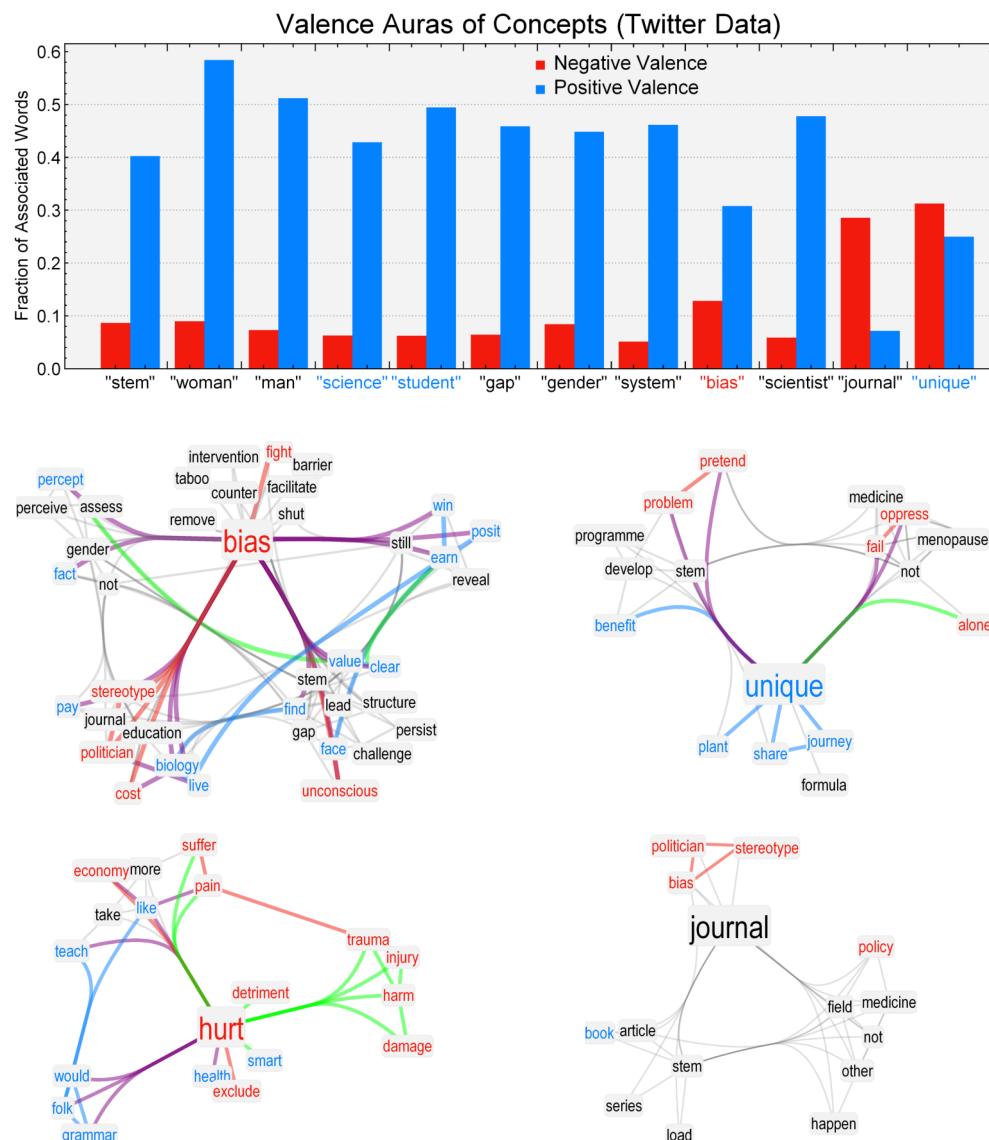 Valence Auras of Concepts (Twitter Data)
Fraction of Associated Words
0.6
0.5
0.4
0.3
0.2
0.1
0.0
Negative Valence
Positive Valence
"stem" "woman" "man" "science" "student" "gap" "gender" "system" "bias" "scientist" "journal" "unique"
fight
intervention
barrier
percept
taboo
facilitate
counter
perceive
assess
win
shut
remove
posit
bias
still
gender
earn
fact
not
reveal
value
clear
stem
stereotype
lead
structure
pay
find
journal
gap
persist
education
face
challenge
politician
biology
live
cost
unconscious
pretend
problem
medicine
oppress
programme
menopause
fail
develop
stem
not
benefit
alone
unique
plant
share
journey
formula
suffer
economy
more
pain
like
take
teach
trauma
injury
detriment
harm
hurt
damage
smart
would
health
exclude
folk
grammar
politician
stereotype
bias
journal
policy
field
medicine
book
article
not
stem
other
series
happen
load